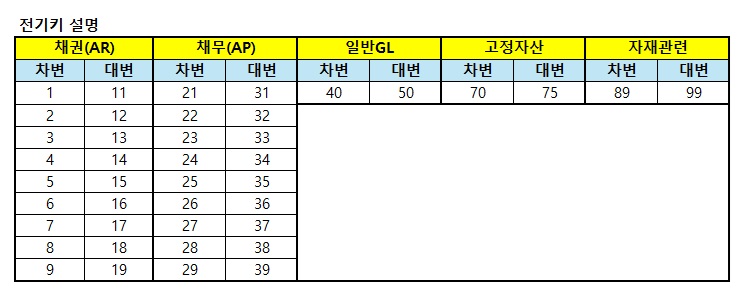 전기키 설명
채권(AR) 채무(AP) 일반GL 고정자산 자재관련
차변 대변 차변 대변 차변 대변 차변 대변 차변 대변
1 11 21 31 40 50 70 75 89 99
2 12 22 32
3 13 23 33
4 14 24 34
5 15 25 35
6 16 26 36
7 17 27 37
8 18 28 38
9 19 29 39